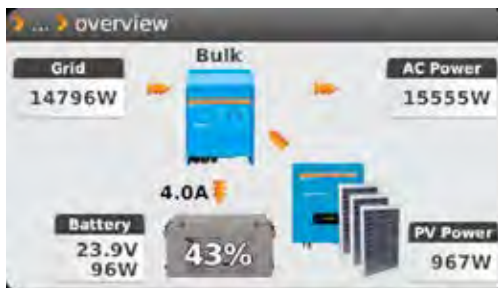 ... overview
Grid
14796W
Bulk
AC Power
15555W
4.0A
Battery
23.9V
96W
43%
PV Power
967W